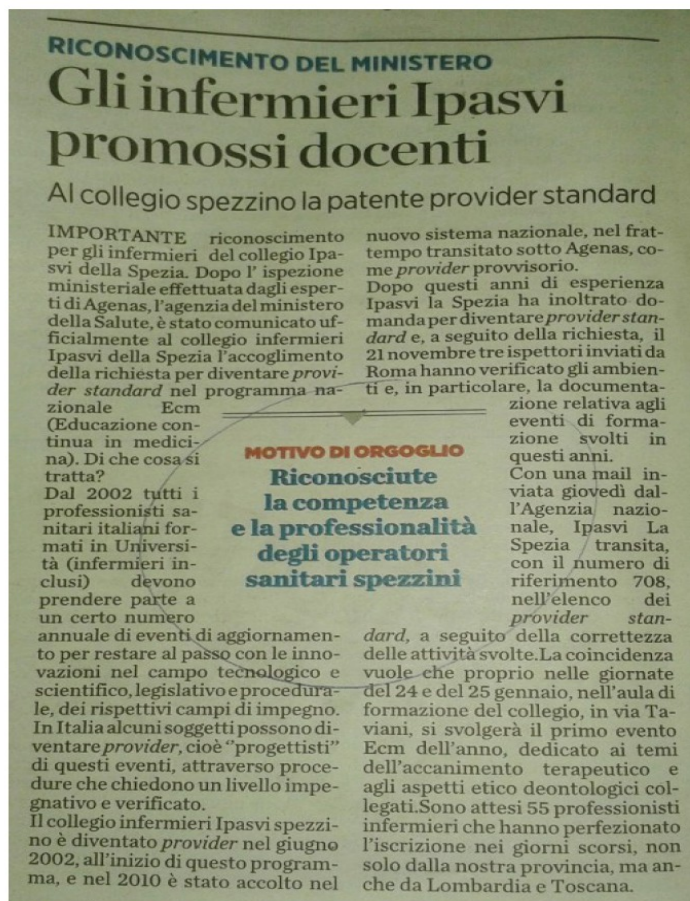 RICONOSCIMENTO DEL MINISTERO
Gli infermieri Ipasvi
promossi docenti
Al collegio spezzino la patente provider standard
IMPORTANTE riconoscimento
per gli infermieri del collegio Ipa-
svi della Spezia. Dopo l' ispezione
ministeriale effettuata dagli esper-
ti di Agenas, l'agenzia del ministero
della Salute, è stato comunicato uf-
ficialmente al collegio infermieri
Ipasvi della Spezia l'accoglimento
della richiesta per diventare provi-
der standard nel programma na-
zionale Ecm
(Educazione con-
tinua in medici-
na). Di che cosa si
tratta?
Dal 2002 tutti i
professionisti sa-
nitari italiani for-
mati in Universi-
tà (infermieri in-
clusi) devono
prendere parte a
un certo numero
annuale di eventi di aggiornamen-
to per restare al passo con le inno-
vazioni nel campo tecnologico e
scientifico, legislativo e procedura-
le, dei rispettivi campi di impegno.
In Italia alcuni soggetti possono di-
ventare provider, cioè "progettisti"
di questi eventi, attraverso proce-
dure che chiedono un livello impe-
gnativo e verificato.
Il collegio infermieri Ipasvi spezzi-
no è diventato provider nel giugno
2002, all'inizio di questo program-
ma, e nel 2010 è stato accolto nel
MOTIVO DI ORGOGLIO
Riconosciute
la competenza
e la professionalità
degli operatori
sanitari spezzini
nuovo sistema nazionale, nel frat-
tempo transitato sotto Agenas, co-
me provider provvisorio.
Dopo questi anni di esperienza
Ipasvi la Spezia ha inoltrato do-
manda per diventare provider stan-
dard e, a seguito della richiesta, il
21 novembre tre ispettori inviati da
Roma hanno verificato gli ambien-
ti e, in particolare, la documenta-
zione relativa agli
eventi di forma-
zione svolti in
questi anni.
Con una mail in-
viata giovedì dal-
l'Agenzia nazio-
nale, Ipasvi La
Spezia transita,
con il numero di
riferimento 708,
nell'elenco dei
provider stan-
dard, a seguito della correttezza
delle attività svolte.La coincidenza
vuole che proprio nelle giornate
del 24 e del 25 gennaio, nell'aula di
formazione del collegio, in via Ta-
viani, si svolgerà il primo evento
Ecm dell'anno, dedicato ai temi
dell'accanimento terapeutico e
agli aspetti etico deontologici col-
legati.Sono attesi 55 professionisti
infermieri che hanno perfezionato
l'iscrizione nei giorni scorsi, non
solo dalla nostra provincia, ma an-
che da Lombardia e Toscana.